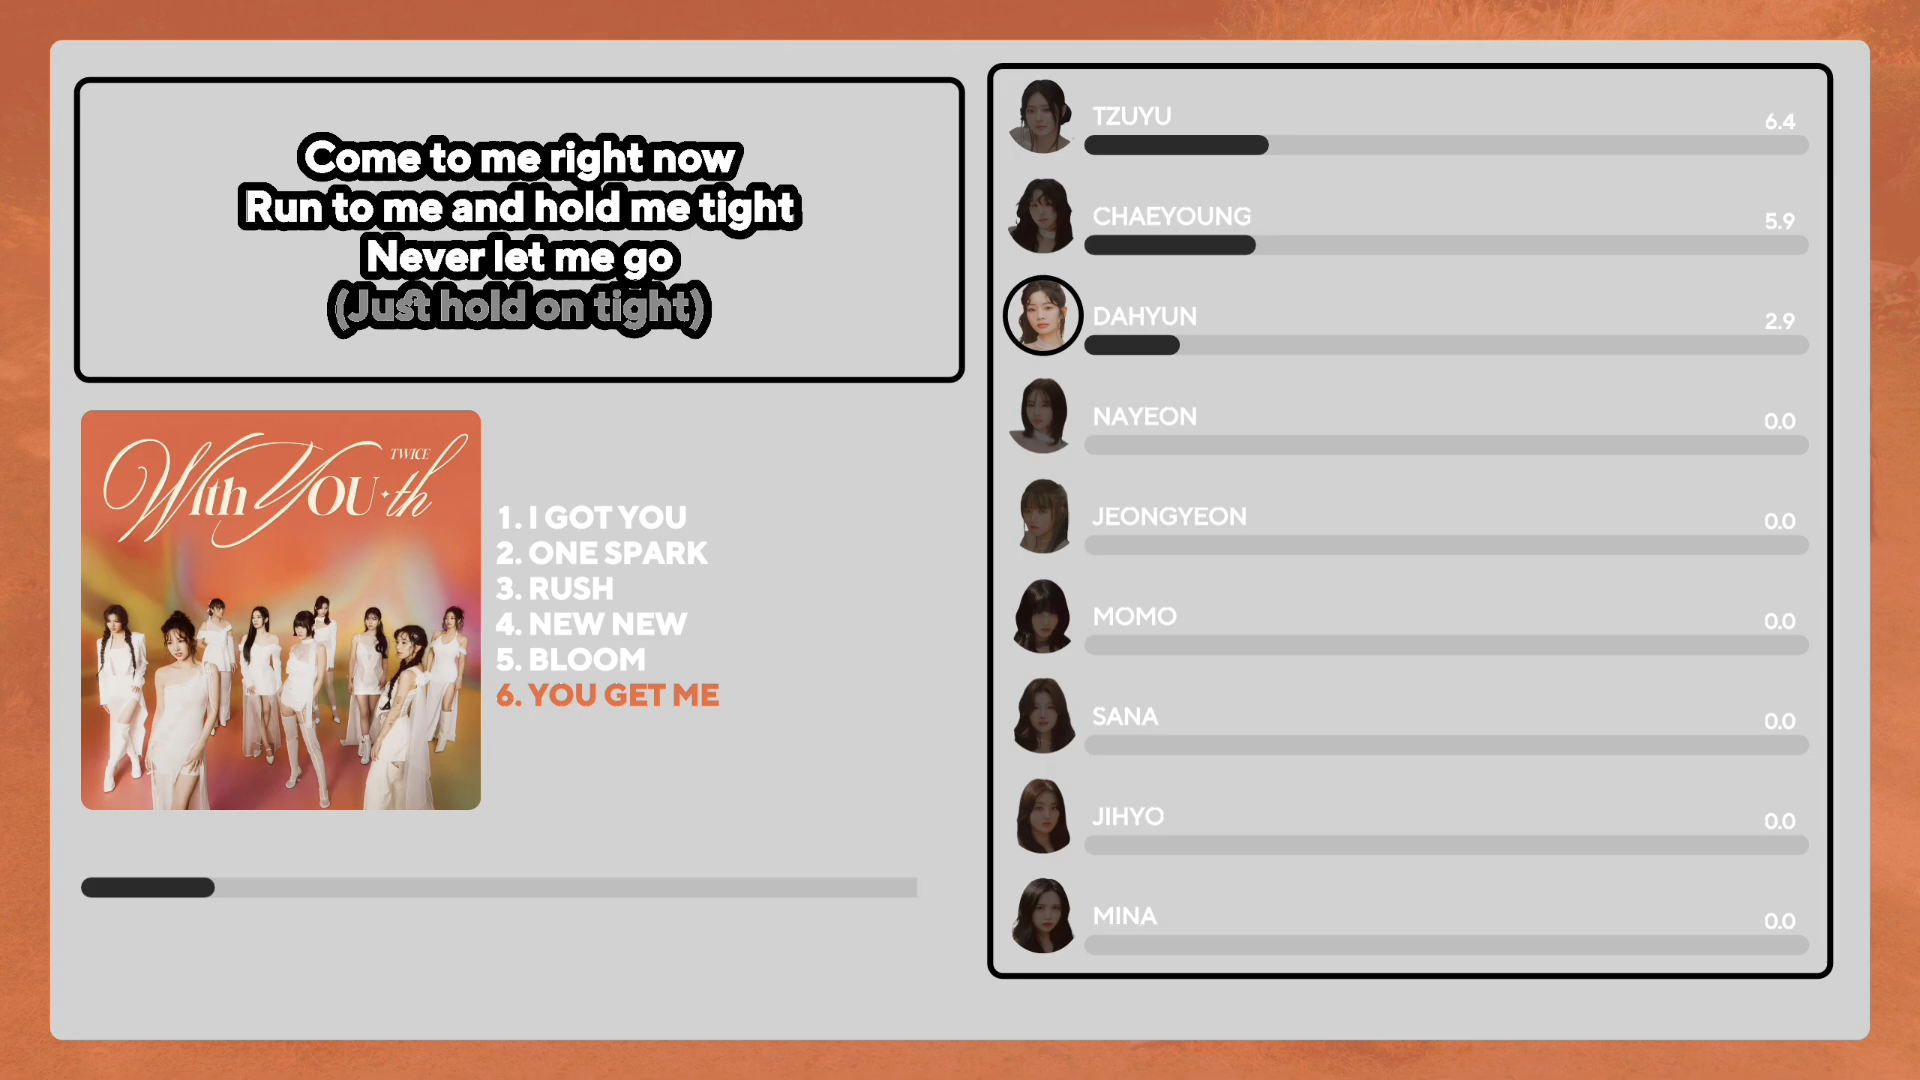 Come to me right now
Run to me and hold me tight
Never let me go
(Just hold on tight)
With YOU-th
TWICE
1. I GOT YOU
2. ONE SPARK
3. RUSH
4. NEW NEW
5. BLOOM
6. YOU GET ME
TZUYU
6.4
CHAEYOUNG
5.9
DAHYUN
2.9
NAYEON
0.0
JEONGYEON
0.0
MOMO
0.0
SANA
0.0
JIHYO
0.0
MINA
0.0